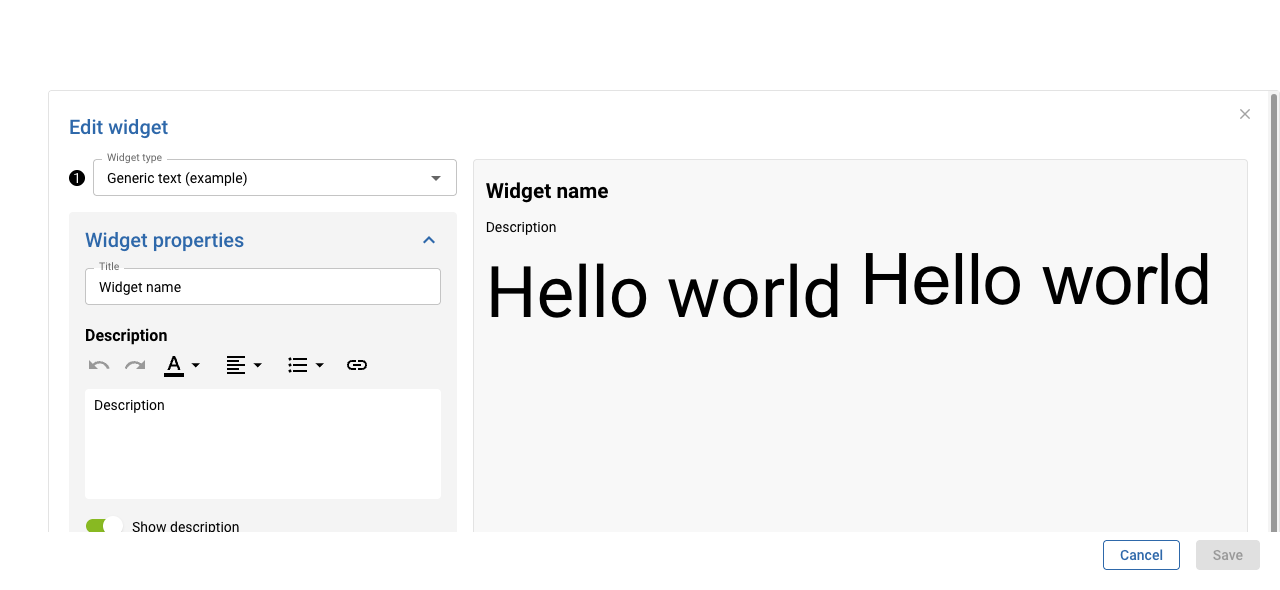 Edit widget
Widget type
1 Generic text (example)
Widget properties
Title
Widget name
Description
A
Description
Show description
Widget name
Description
Hello world Hello world
Cancel
Save